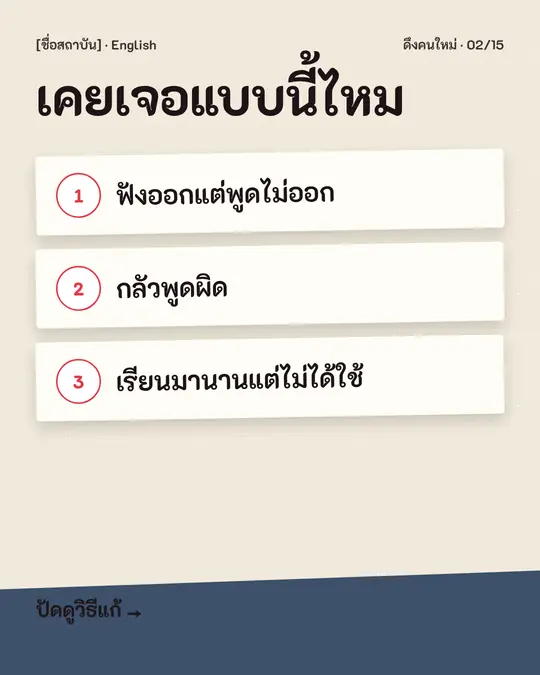 [ชื่อสถาบัน] · English
ดึงคนใหม่ · 02/15
เคยเจอแบบนี้ไหม
1 ฟังออกแต่พูดไม่ออก
2 กลัวพูดผิด
3 เรียนมานานแต่ไม่ได้ใช้
ปัดดูวิธีแก้ →